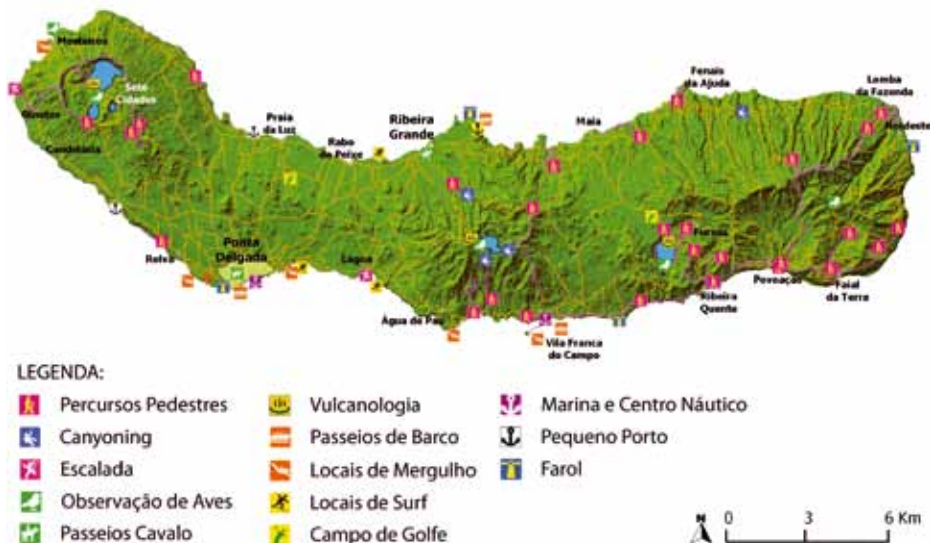 Mosteiros
Sete
Cidades
Ginetes
Candelária
Relva
Praia
da Luz
Rabo
de Peixe
Ribeira
Grande
Ponta
Delgada
Lagoa
Água de Pau
Vila Franca
do Campo
Maia
Fenais
da Ajuda
Lomba
da Fazenda
Nordeste
Furnas
Ribeira
Quente
Povoação
Faial
da Terra
LEGENDA:
Percursos Pedestres
Canyoning
Escalada
Observação de Aves
Passeios Cavalo
Vulcanologia
Passeios de Barco
Locais de Mergulho
Locais de Surf
Campo de Golfe
Marina e Centro Náutico
Pequeno Porto
Farol
N
0 3 6 Km